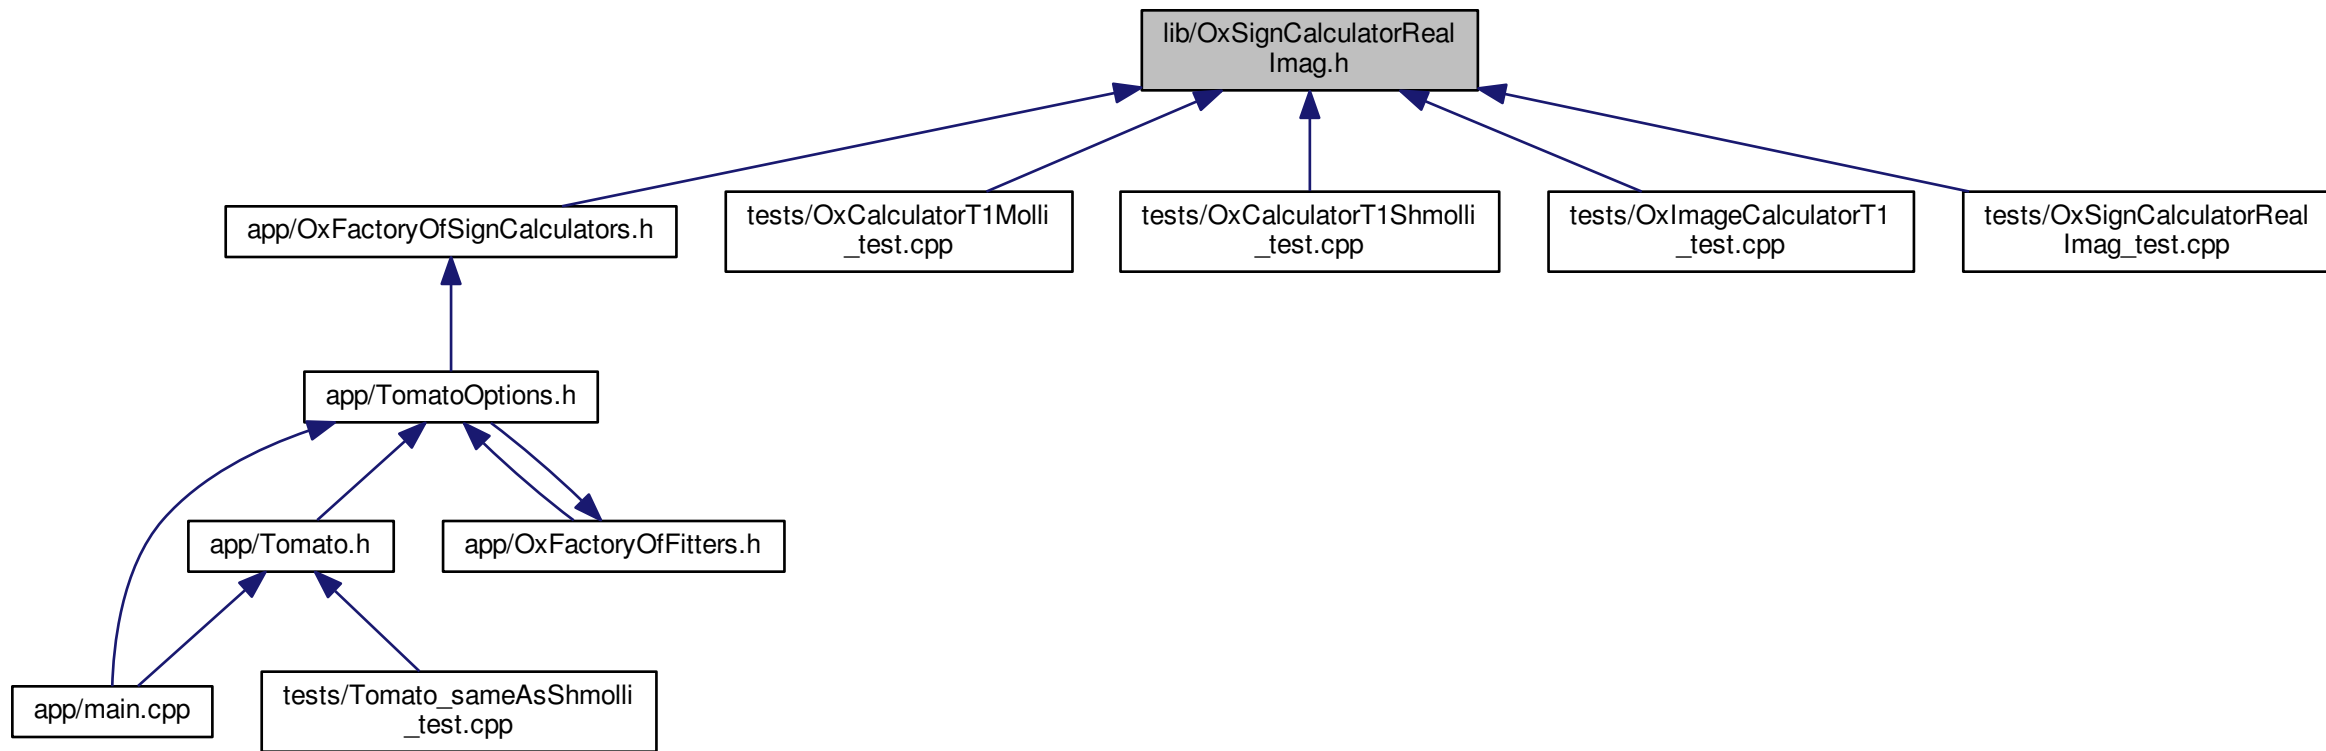 lib/OxSignCalculatorReal
Imag.h
app/OxFactoryOfSignCalculators.h
tests/OxCalculatorT1Molli
_test.cpp
tests/OxCalculatorT1Shmolli
_test.cpp
tests/OxImageCalculatorT1
_test.cpp
tests/OxSignCalculatorReal
Imag_test.cpp
app/TomatoOptions.h
app/Tomato.h
app/OxFactoryOfFitters.h
app/main.cpp
tests/Tomato_sameAsShmolli
_test.cpp